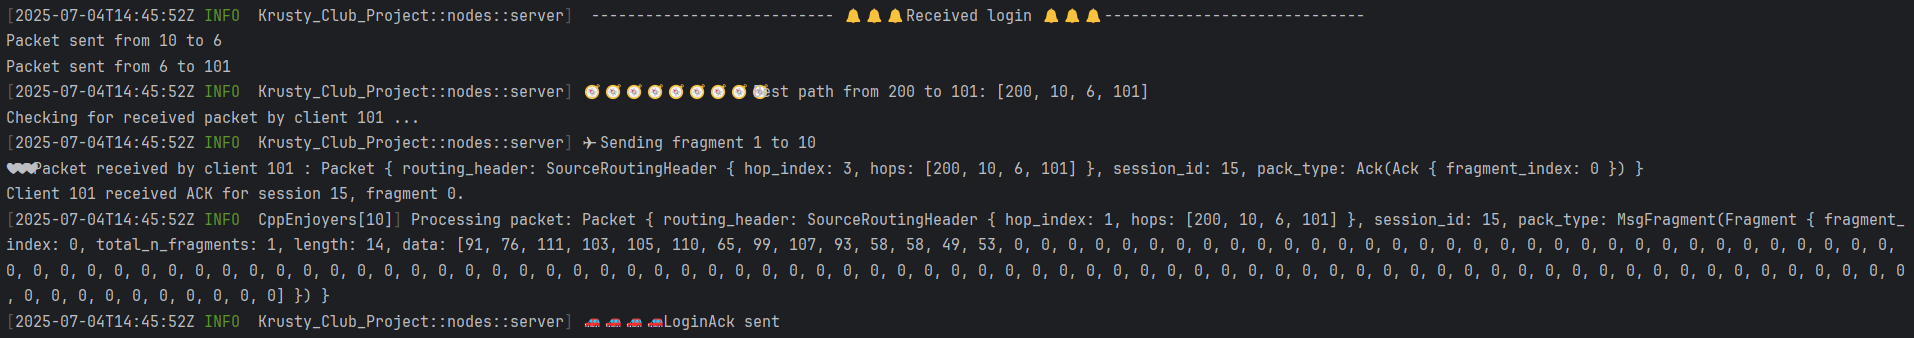 [2025-07-04T14:45:52Z INFO  Krusty_Club_Project::nodes::server]  --------------------------- 🔔🔔🔔Received login 🔔🔔🔔-----------------------------
Packet sent from 10 to 6
Packet sent from 6 to 101
[2025-07-04T14:45:52Z INFO  Krusty_Club_Project::nodes::server] 🧭🧭🧭🧭🧭🧭🧭🧭🧭Best path from 200 to 101: [200, 10, 6, 101]
Checking for received packet by client 101 ...
[2025-07-04T14:45:52Z INFO  Krusty_Club_Project::nodes::server] ✈Sending fragment 1 to 10
♥♥♥Packet received by client 101 : Packet { routing_header: SourceRoutingHeader { hop_index: 3, hops: [200, 10, 6, 101] }, session_id: 15, pack_type: Ack(Ack { fragment_index: 0 }) }
Client 101 received ACK for session 15, fragment 0.
[2025-07-04T14:45:52Z INFO  CppEnjoyers[10]] Processing packet: Packet { routing_header: SourceRoutingHeader { hop_index: 1, hops: [200, 10, 6, 101] }, session_id: 15, pack_type: MsgFragment(Fragment { fragment_
index: 0, total_n_fragments: 1, length: 14, data: [91, 76, 111, 103, 105, 110, 65, 99, 107, 93, 58, 58, 49, 53, 0, 0, 0, 0, 0, 0, 0, 0, 0, 0, 0, 0, 0, 0, 0, 0, 0, 0, 0, 0, 0, 0, 0, 0, 0, 0, 0, 0, 0, 0, 0, 0, 0,
0, 0, 0, 0, 0, 0, 0, 0, 0, 0, 0, 0, 0, 0, 0, 0, 0, 0, 0, 0, 0, 0, 0, 0, 0, 0, 0, 0, 0, 0, 0, 0, 0, 0, 0, 0, 0, 0, 0, 0, 0, 0, 0, 0, 0, 0, 0, 0, 0, 0, 0, 0, 0, 0, 0, 0, 0, 0, 0, 0, 0, 0, 0, 0, 0, 0, 0, 0, 0, 0, 0
, 0, 0, 0, 0, 0, 0, 0, 0, 0, 0] }) }
[2025-07-04T14:45:52Z INFO  Krusty_Club_Project::nodes::server] 🚗🚗🚗🚗LoginAck sent